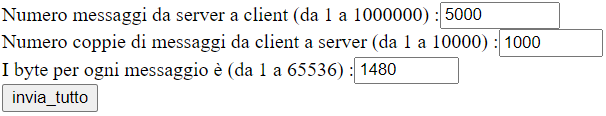 Numero messaggi da server a client (da 1 a 1000000) : 5000
Numero coppie di messaggi da client a server (da 1 a 10000) : 1000
I byte per ogni messaggio è (da 1 a 65536) : 1480
invia_tutto